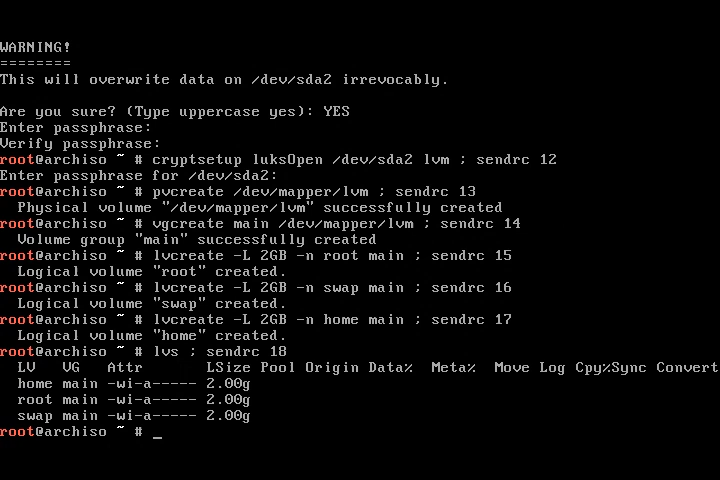 WARNING!
========
This will overwrite data on /dev/sda2 irrevocably.
Are you sure? (Type uppercase yes): YES
Enter passphrase:
Verify passphrase:
root@archiso ~ # cryptsetup luksOpen /dev/sda2 lvm ; sendrc 12
Enter passphrase for /dev/sda2:
root@archiso ~ # pvcreate /dev/mapper/lvm ; sendrc 13
  Physical volume "/dev/mapper/lvm" successfully created
root@archiso ~ # vgcreate main /dev/mapper/lvm ; sendrc 14
  Volume group "main" successfully created
root@archiso ~ # lvcreate -L 2GB -n root main ; sendrc 15
  Logical volume "root" created.
root@archiso ~ # lvcreate -L 2GB -n swap main ; sendrc 16
  Logical volume "swap" created.
root@archiso ~ # lvcreate -L 2GB -n home main ; sendrc 17
  Logical volume "home" created.
root@archiso ~ # lvs ; sendrc 18
  LV   VG   Attr       LSize Pool Origin Data%  Meta%  Move Log Cpy%Sync Convert
  home main -wi-a----- 2.00g
  root main -wi-a----- 2.00g
  swap main -wi-a----- 2.00g
root@archiso ~ # _